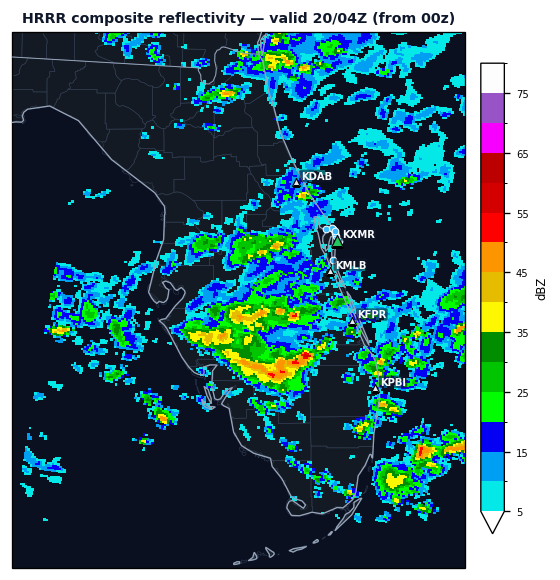 HRRR composite reflectivity — valid 20/04Z (from 00z)
KDAB
KXMR
KMLB
KFPR
KPBI
75
65
55
45
35
25
15
5
dBZ